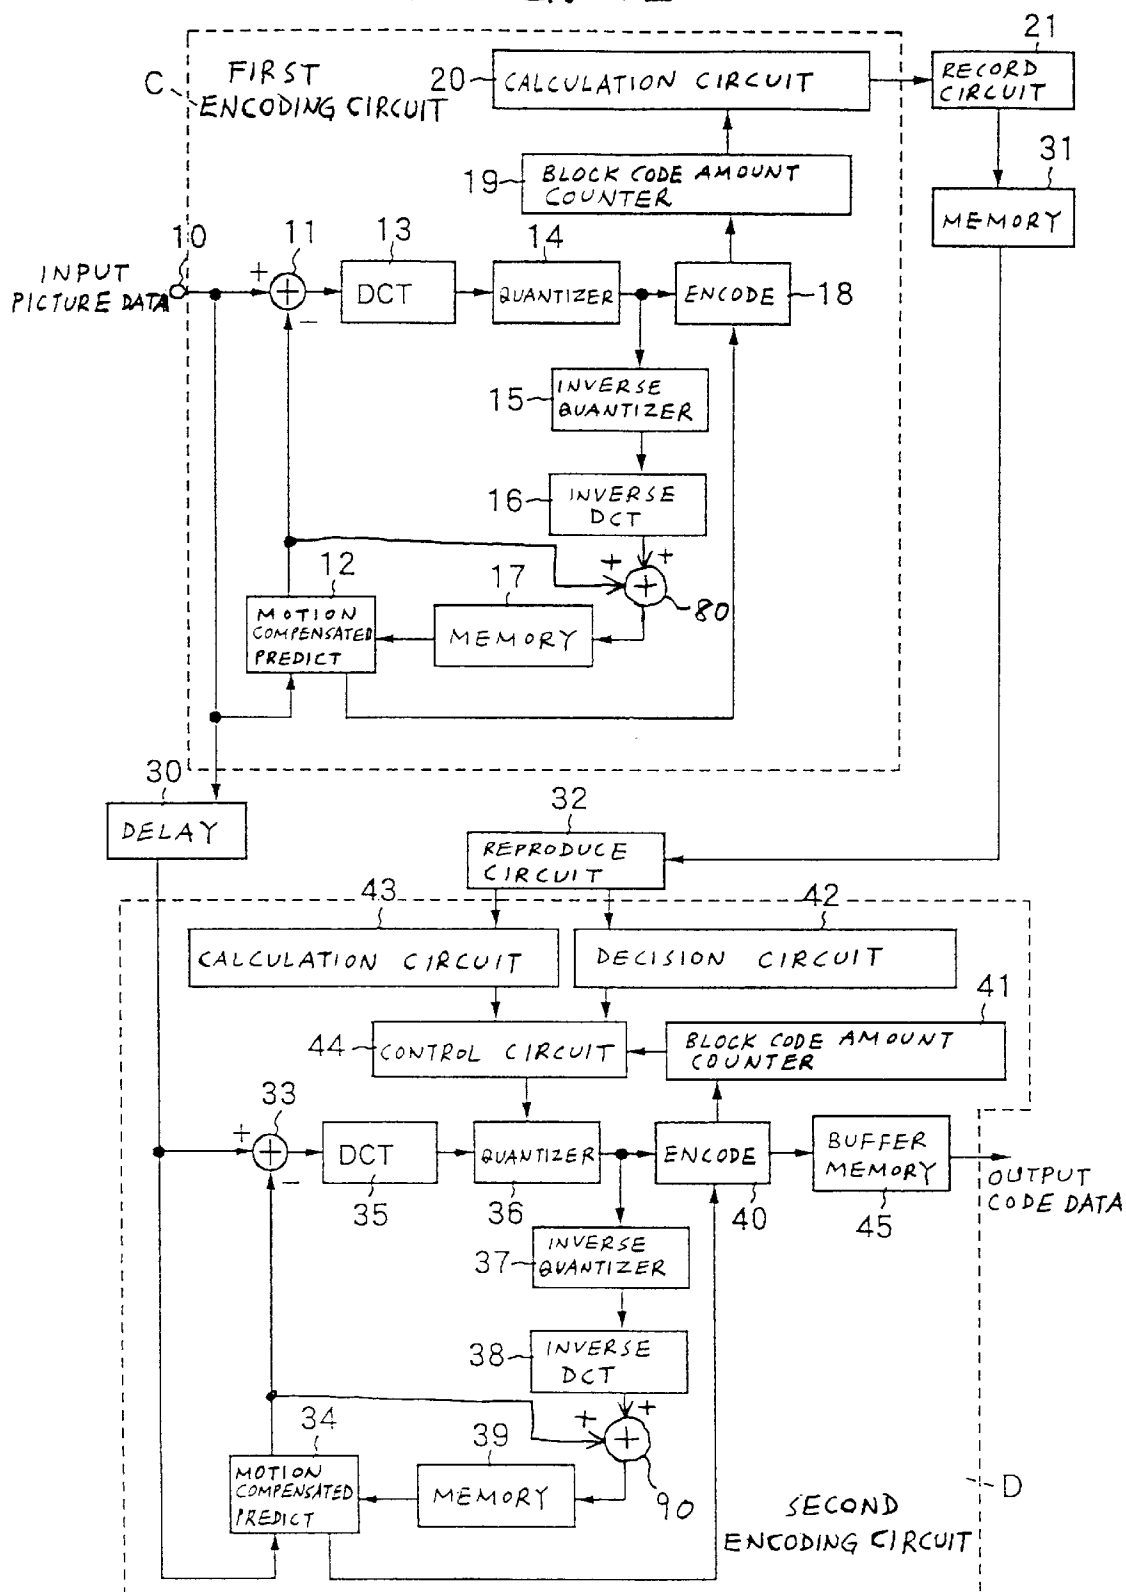 C
FIRST
ENCODING CIRCUIT
20
CALCULATION CIRCUIT
21
RECORD
CIRCUIT
19
BLOCK CODE AMOUNT
COUNTER
31
MEMORY
10
INPUT
PICTURE DATA
+
11
−
13
DCT
14
QUANTIZER
ENCODE
18
15
INVERSE
QUANTIZER
16
INVERSE
DCT
+
+
80
12
MOTION
COMPENSATED
PREDICT
17
MEMORY
30
DELAY
32
REPRODUCE
CIRCUIT
43
CALCULATION CIRCUIT
42
DECISION CIRCUIT
44
CONTROL CIRCUIT
41
BLOCK CODE AMOUNT
COUNTER
+
33
−
DCT
35
QUANTIZER
36
ENCODE
40
BUFFER
MEMORY
45
OUTPUT
CODE DATA
37
INVERSE
QUANTIZER
38
INVERSE
DCT
+
+
90
34
MOTION
COMPENSATED
PREDICT
39
MEMORY
D
SECOND
ENCODING CIRCUIT